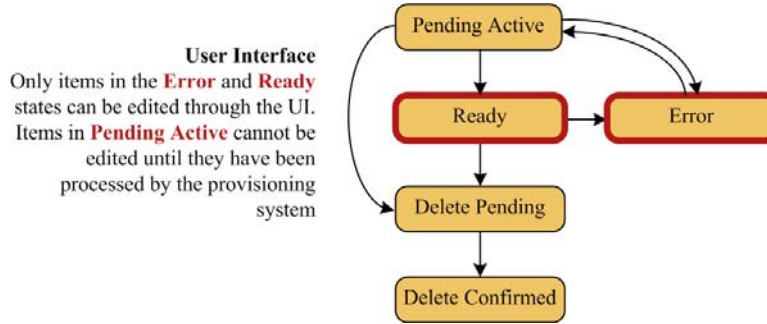 User Interface
Only items in the Error and Ready
states can be edited through the UI.
Items in Pending Active cannot be
edited until they have been
processed by the provisioning
system
Pending Active
Ready
Error
Delete Pending
Delete Confirmed